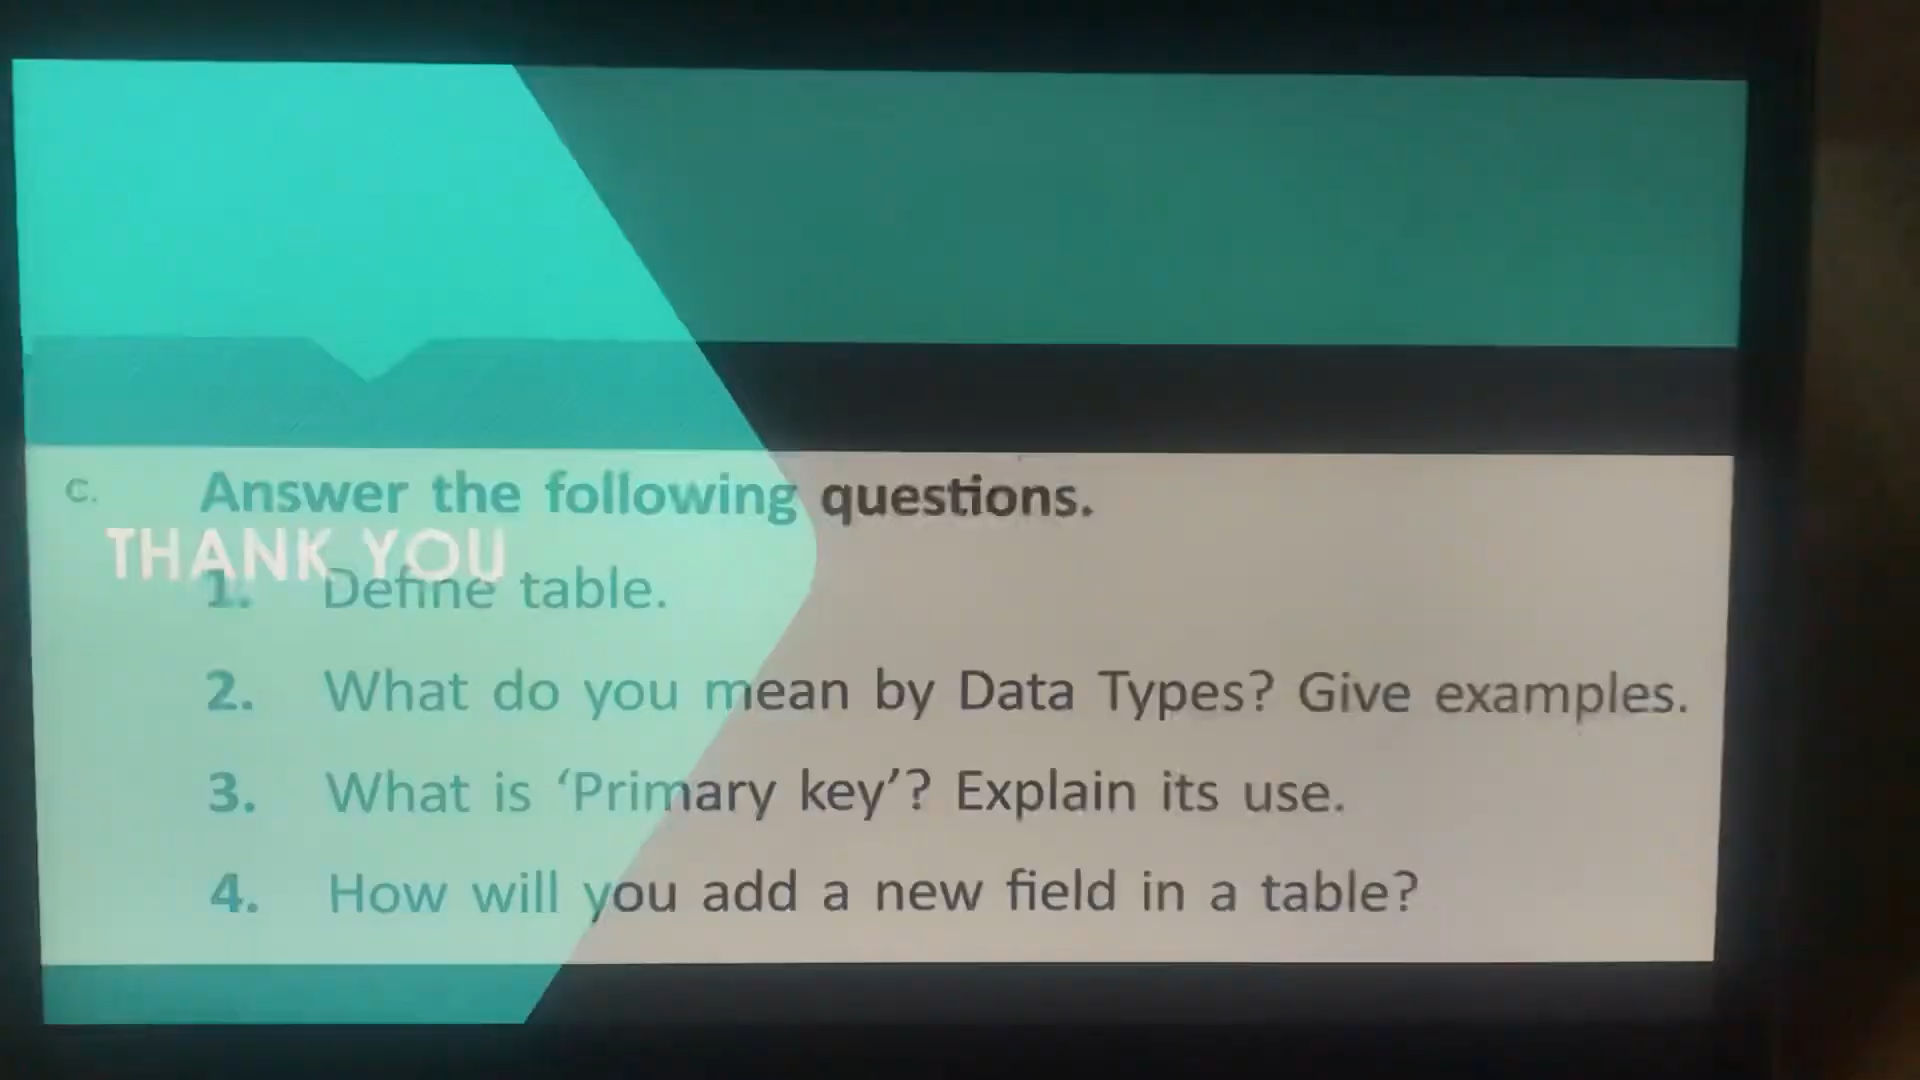 c. Answer the following questions.
THANK YOU
1. Define table.
2. What do you mean by Data Types? Give examples.
3. What is ‘Primary key’? Explain its use.
4. How will you add a new field in a table?